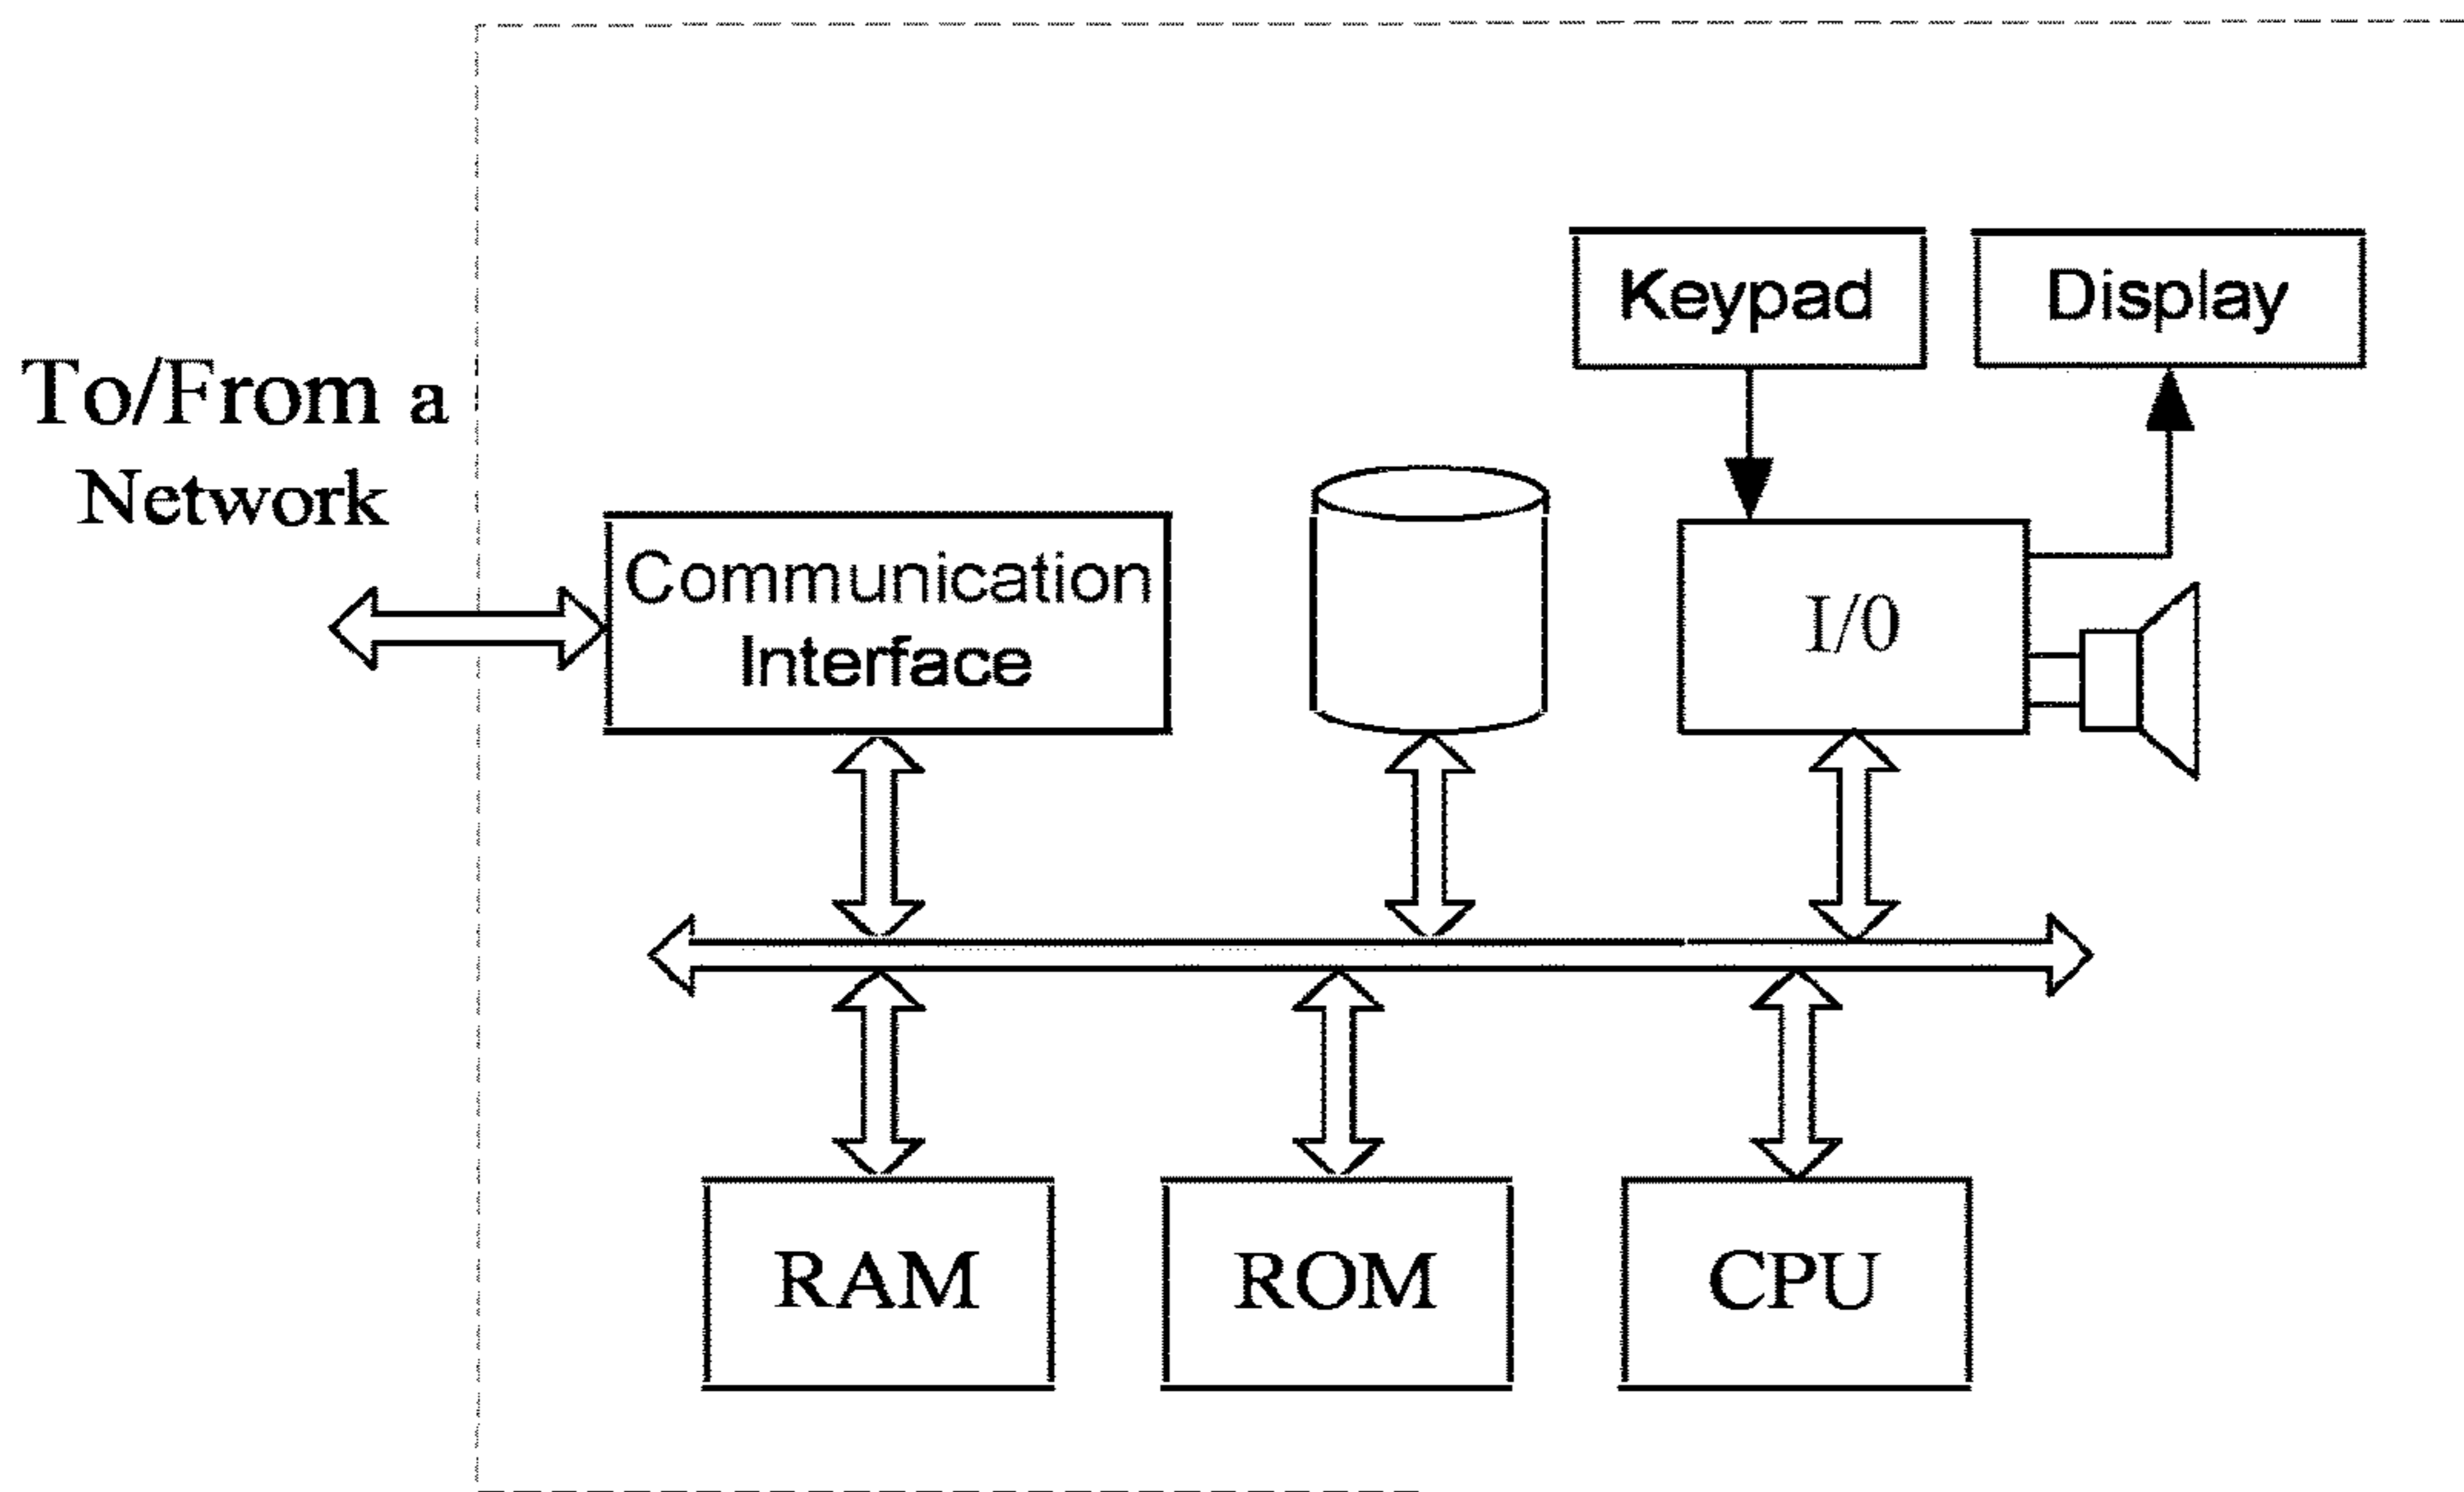 Keypad
Display
To/From a
Network
Communication
Interface
I/0
RAM
ROM
CPU